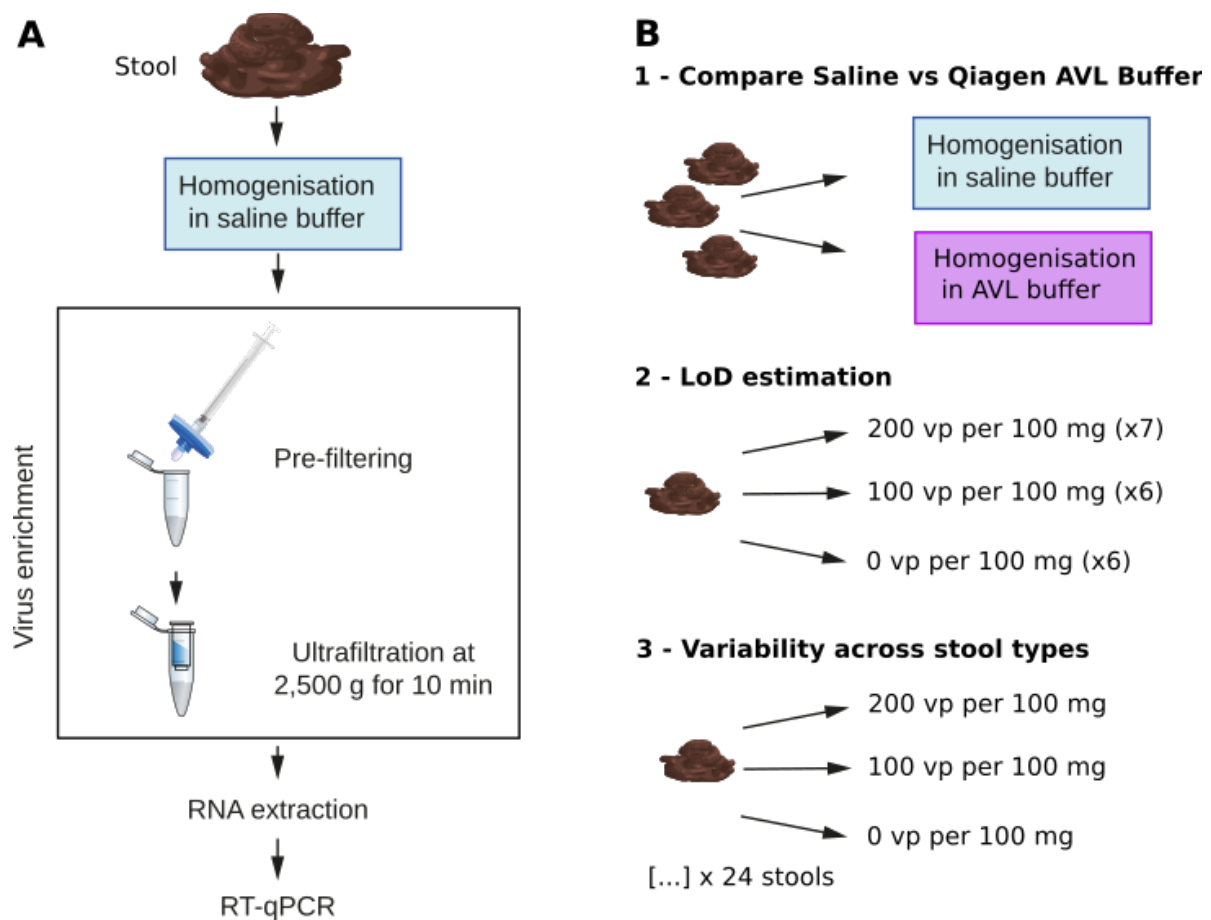 A
Stool
Homogenisation
in saline buffer
Virus enrichment
Pre-filtering
Ultrafiltration at
2,500 g for 10 min
RNA extraction
RT-qPCR
B
1 - Compare Saline vs Qiagen AVL Buffer
Homogenisation
in saline buffer
Homogenisation
in AVL buffer
2 - LoD estimation
200 vp per 100 mg (x7)
100 vp per 100 mg (x6)
0 vp per 100 mg (x6)
3 - Variability across stool types
200 vp per 100 mg
100 vp per 100 mg
0 vp per 100 mg
[...] x 24 stools